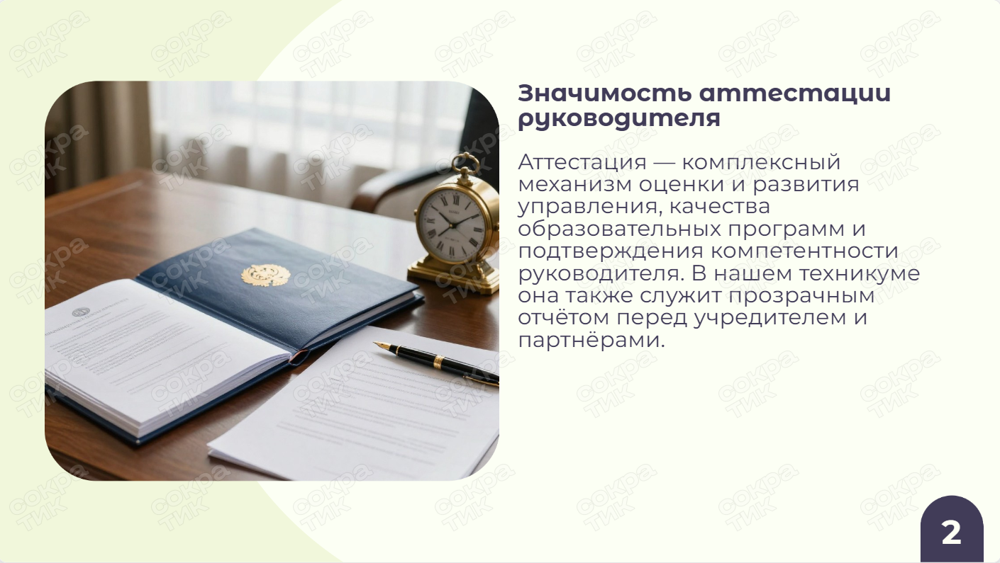 Значимость аттестации
руководителя
Аттестация — комплексный
механизм оценки и развития
управления, качества
образовательных программ и
подтверждения компетентности
руководителя. В нашем техникуме
она также служит прозрачным
отчётом перед учредителем и
партнёрами.
2
сократик